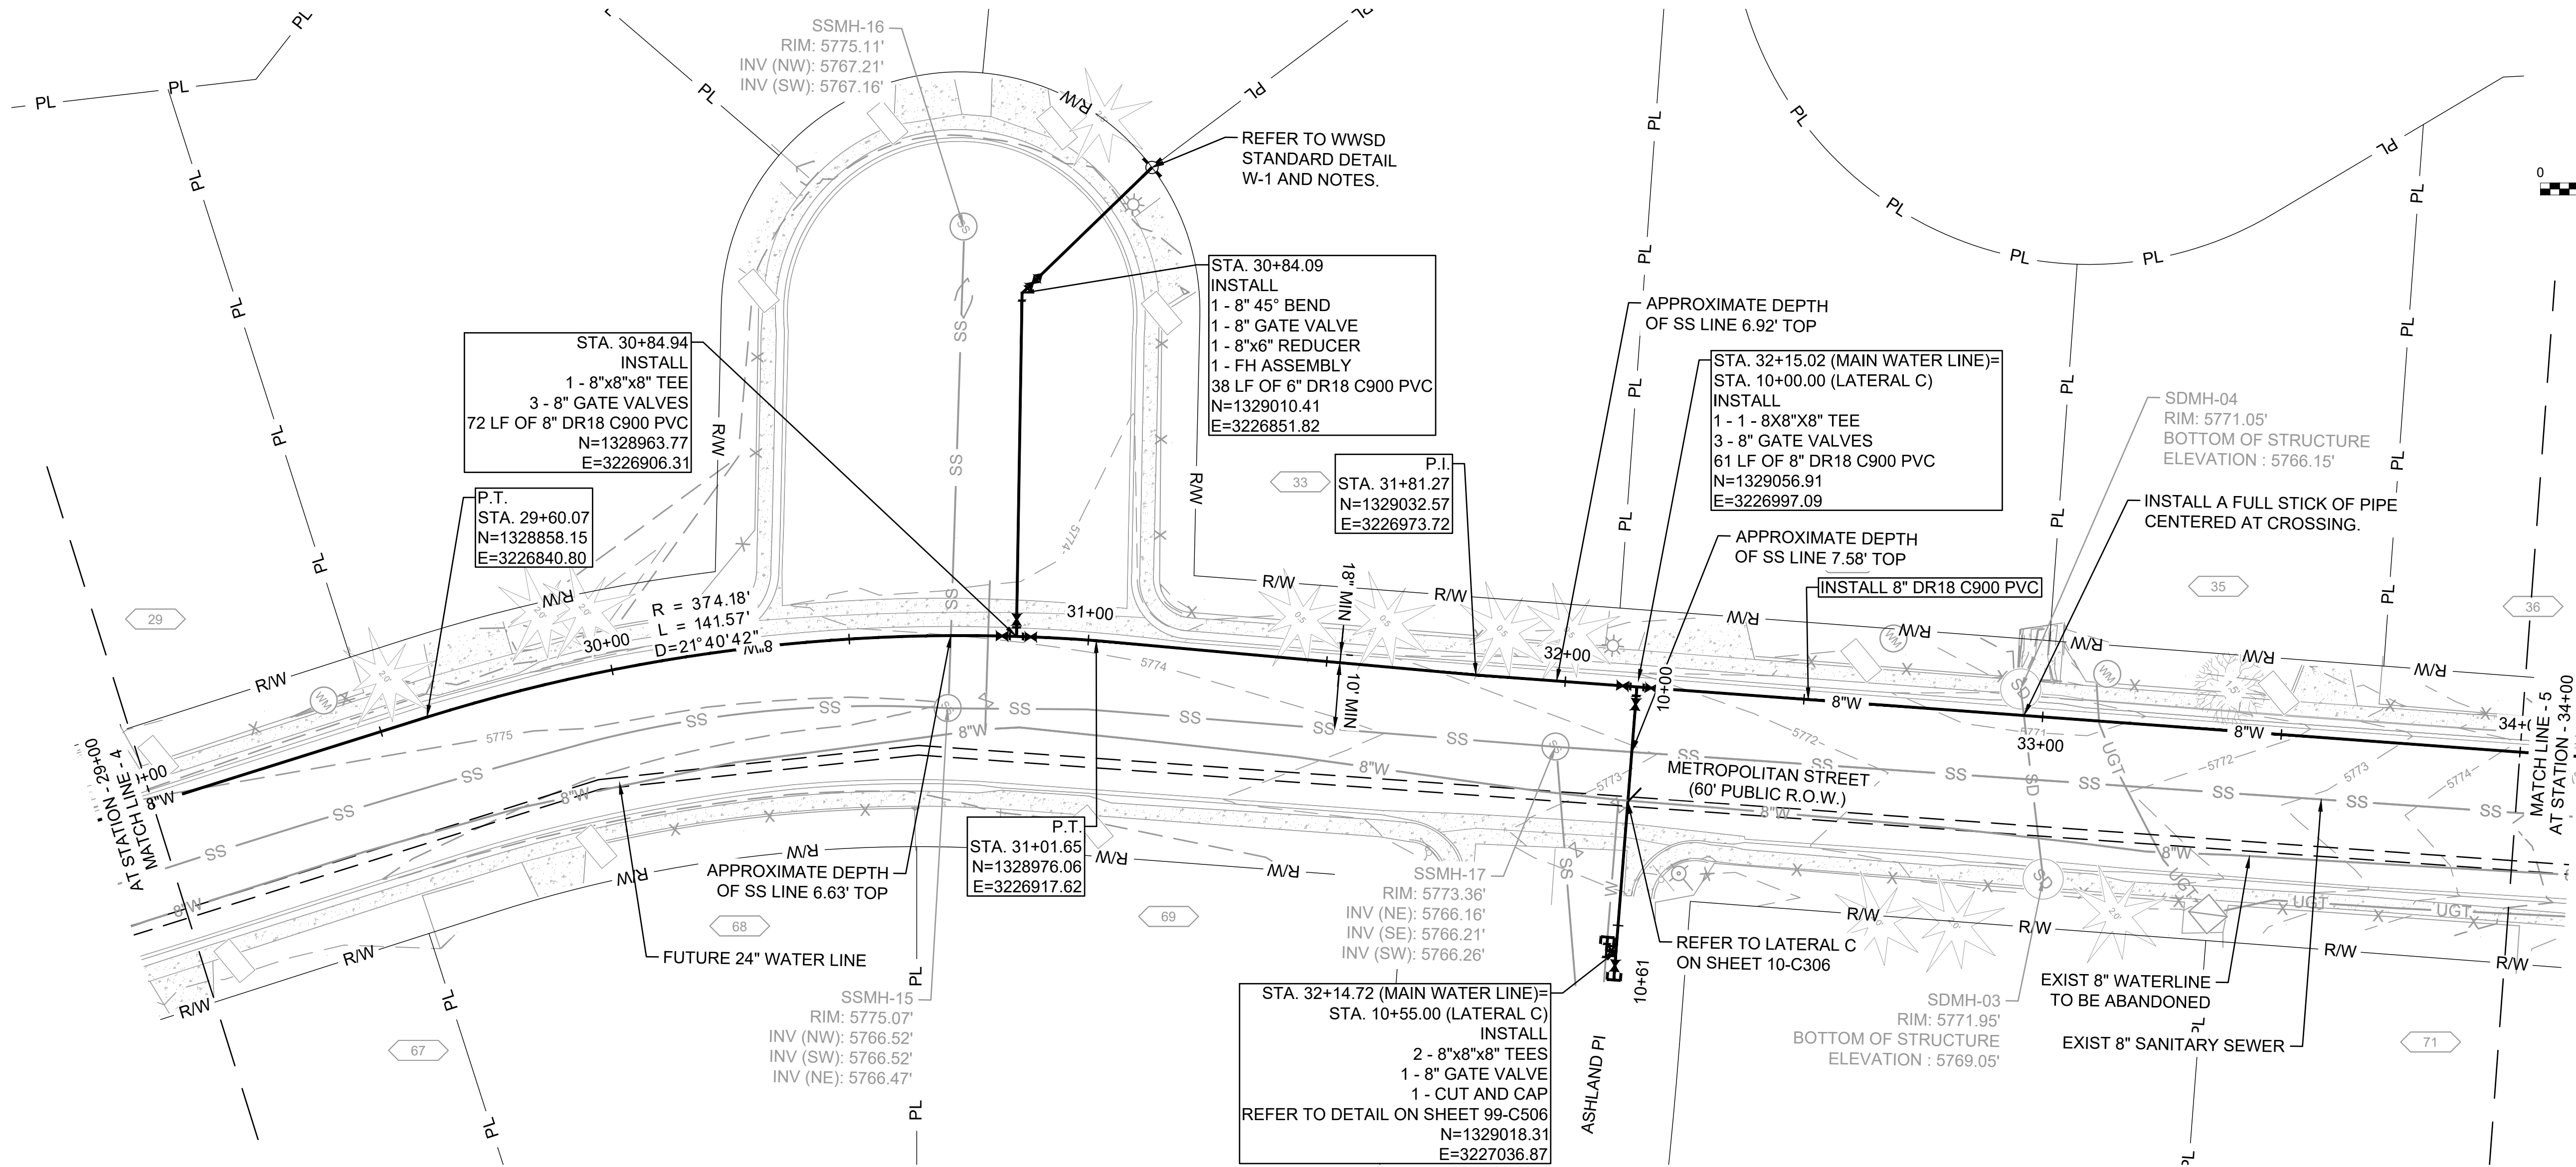 SSMH-16
RIM: 5775.11'
INV (NW): 5767.21'
INV (SW): 5767.16'
REFER TO WWSD
STANDARD DETAIL
W-1 AND NOTES.
STA. 30+84.09
INSTALL
1 - 8" 45° BEND
1 - 8" GATE VALVE
1 - 8"x6" REDUCER
1 - FH ASSEMBLY
38 LF OF 6" DR18 C900 PVC
N=1329010.41
E=3226851.82
STA. 30+84.94
INSTALL
1 - 8"x8"x8" TEE
3 - 8" GATE VALVES
72 LF OF 8" DR18 C900 PVC
N=1328963.77
E=3226906.31
P.T.
STA. 29+60.07
N=1328858.15
E=3226840.80
APPROXIMATE DEPTH
OF SS LINE 6.92' TOP
STA. 32+15.02 (MAIN WATER LINE)=
STA. 10+00.00 (LATERAL C)
INSTALL
1 - 1 - 8X8"X8" TEE
3 - 8" GATE VALVES
61 LF OF 8" DR18 C900 PVC
N=1329056.91
E=3226997.09
P.I.
STA. 31+81.27
N=1329032.57
E=3226973.72
SDMH-04
RIM: 5771.05'
BOTTOM OF STRUCTURE
ELEVATION : 5766.15'
INSTALL A FULL STICK OF PIPE
CENTERED AT CROSSING.
APPROXIMATE DEPTH
OF SS LINE 7.58' TOP
INSTALL 8" DR18 C900 PVC
R = 374.18'
L = 141.57'
D=21°40'42"
29
33
35
36
30+00
31+00
32+00
33+00
10+00
18" MIN
10' MIN
5774
5774
5775
5773
5772
5771
5772
5773
5774
AT STATION - 29+00
MATCH LINE - 4
MATCH LINE - 5
AT STATION - 34+00
METROPOLITAN STREET
(60' PUBLIC R.O.W.)
P.T.
STA. 31+01.65
N=1328976.06
E=3226917.62
APPROXIMATE DEPTH
OF SS LINE 6.63' TOP
FUTURE 24" WATER LINE
SSMH-15
RIM: 5775.07'
INV (NW): 5766.52'
INV (SW): 5766.52'
INV (NE): 5766.47'
SSMH-17
RIM: 5773.36'
INV (NE): 5766.16'
INV (SE): 5766.21'
INV (SW): 5766.26'
STA. 32+14.72 (MAIN WATER LINE)=
STA. 10+55.00 (LATERAL C)
INSTALL
2 - 8"x8"x8" TEES
1 - 8" GATE VALVE
1 - CUT AND CAP
REFER TO DETAIL ON SHEET 99-C506
N=1329018.31
E=3227036.87
REFER TO LATERAL C
ON SHEET 10-C306
10+61
ASHLAND Pl
SDMH-03
RIM: 5771.95'
BOTTOM OF STRUCTURE
ELEVATION : 5769.05'
EXIST 8" WATERLINE
TO BE ABANDONED
EXIST 8" SANITARY SEWER
67
68
69
71
PL
R/W
SS
8"W
WM
SD
UGT
0